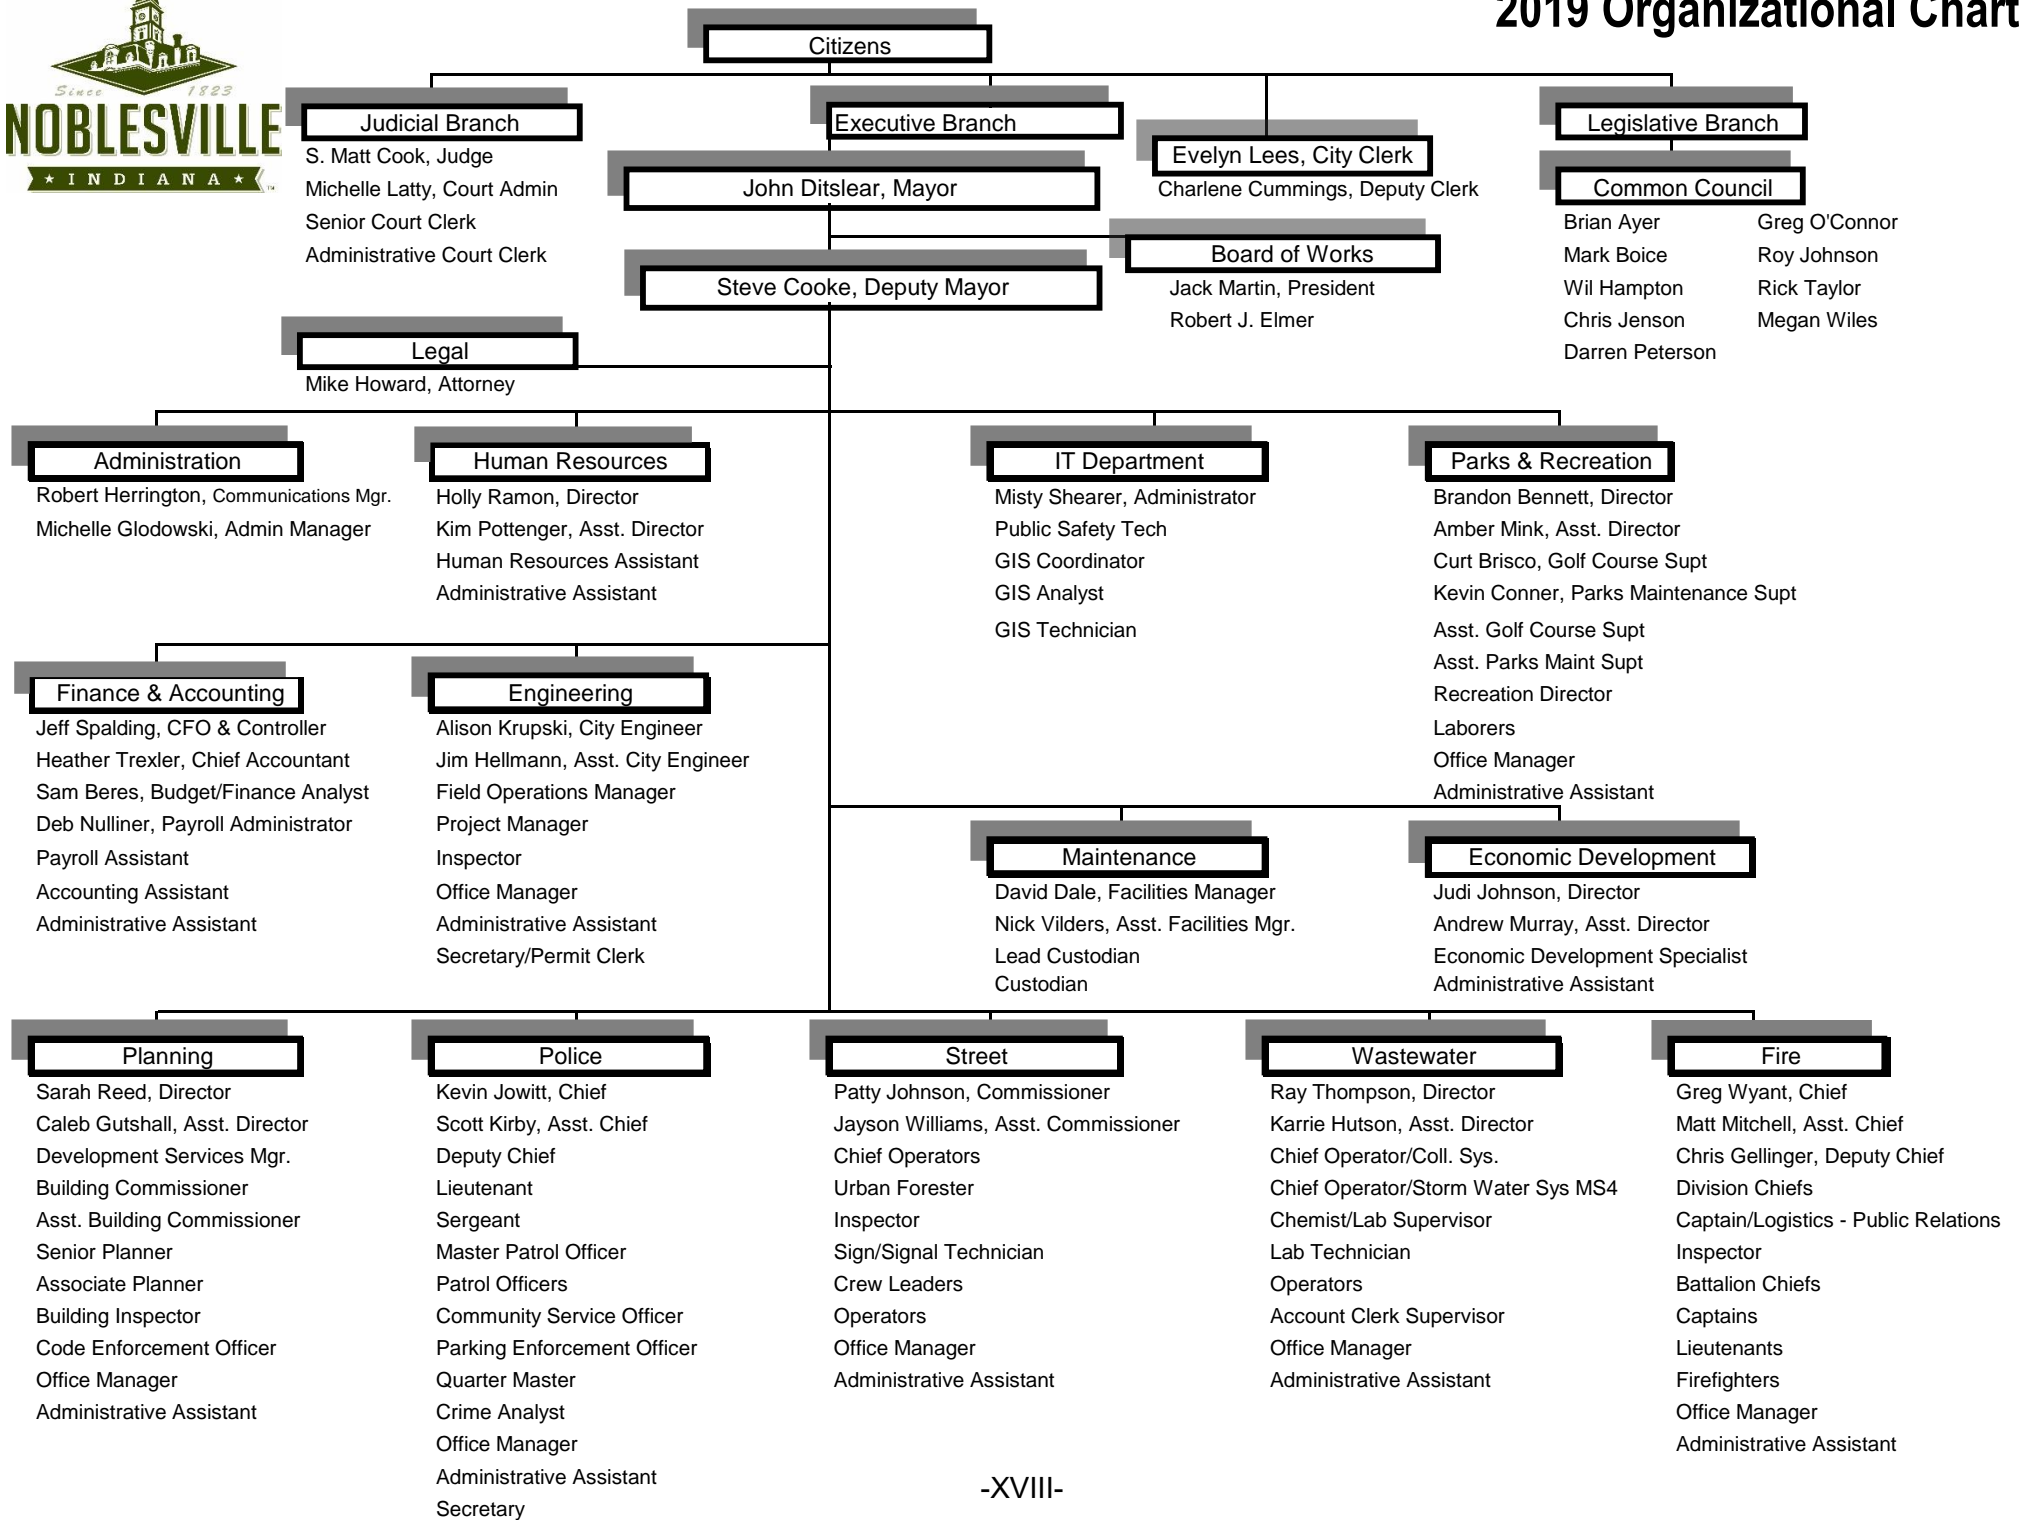 2019 Organizational Chart
Since 1823
NOBLESVILLE
INDIANA
TM
Citizens
Judicial Branch
S. Matt Cook, Judge
Michelle Latty, Court Admin
Senior Court Clerk
Administrative Court Clerk
Executive Branch
John Ditslear, Mayor
Steve Cooke, Deputy Mayor
Evelyn Lees, City Clerk
Charlene Cummings, Deputy Clerk
Board of Works
Jack Martin, President
Robert J. Elmer
Legislative Branch
Common Council
Brian Ayer Greg O'Connor
Mark Boice Roy Johnson
Wil Hampton Rick Taylor
Chris Jenson Megan Wiles
Darren Peterson
Legal
Mike Howard, Attorney
Administration
Robert Herrington, Communications Mgr.
Michelle Glodowski, Admin Manager
Human Resources
Holly Ramon, Director
Kim Pottenger, Asst. Director
Human Resources Assistant
Administrative Assistant
IT Department
Misty Shearer, Administrator
Public Safety Tech
GIS Coordinator
GIS Analyst
GIS Technician
Parks & Recreation
Brandon Bennett, Director
Amber Mink, Asst. Director
Curt Brisco, Golf Course Supt
Kevin Conner, Parks Maintenance Supt
Asst. Golf Course Supt
Asst. Parks Maint Supt
Recreation Director
Laborers
Office Manager
Administrative Assistant
Finance & Accounting
Jeff Spalding, CFO & Controller
Heather Trexler, Chief Accountant
Sam Beres, Budget/Finance Analyst
Deb Nulliner, Payroll Administrator
Payroll Assistant
Accounting Assistant
Administrative Assistant
Engineering
Alison Krupski, City Engineer
Jim Hellmann, Asst. City Engineer
Field Operations Manager
Project Manager
Inspector
Office Manager
Administrative Assistant
Secretary/Permit Clerk
Maintenance
David Dale, Facilities Manager
Nick Vilders, Asst. Facilities Mgr.
Lead Custodian
Custodian
Economic Development
Judi Johnson, Director
Andrew Murray, Asst. Director
Economic Development Specialist
Administrative Assistant
Planning
Sarah Reed, Director
Caleb Gutshall, Asst. Director
Development Services Mgr.
Building Commissioner
Asst. Building Commissioner
Senior Planner
Associate Planner
Building Inspector
Code Enforcement Officer
Office Manager
Administrative Assistant
Police
Kevin Jowitt, Chief
Scott Kirby, Asst. Chief
Deputy Chief
Lieutenant
Sergeant
Master Patrol Officer
Patrol Officers
Community Service Officer
Parking Enforcement Officer
Quarter Master
Crime Analyst
Office Manager
Administrative Assistant
Secretary
Street
Patty Johnson, Commissioner
Jayson Williams, Asst. Commissioner
Chief Operators
Urban Forester
Inspector
Sign/Signal Technician
Crew Leaders
Operators
Office Manager
Administrative Assistant
Wastewater
Ray Thompson, Director
Karrie Hutson, Asst. Director
Chief Operator/Coll. Sys.
Chief Operator/Storm Water Sys MS4
Chemist/Lab Supervisor
Lab Technician
Operators
Account Clerk Supervisor
Office Manager
Administrative Assistant
Fire
Greg Wyant, Chief
Matt Mitchell, Asst. Chief
Chris Gellinger, Deputy Chief
Division Chiefs
Captain/Logistics - Public Relations
Inspector
Battalion Chiefs
Captains
Lieutenants
Firefighters
Office Manager
Administrative Assistant
-XVIII-